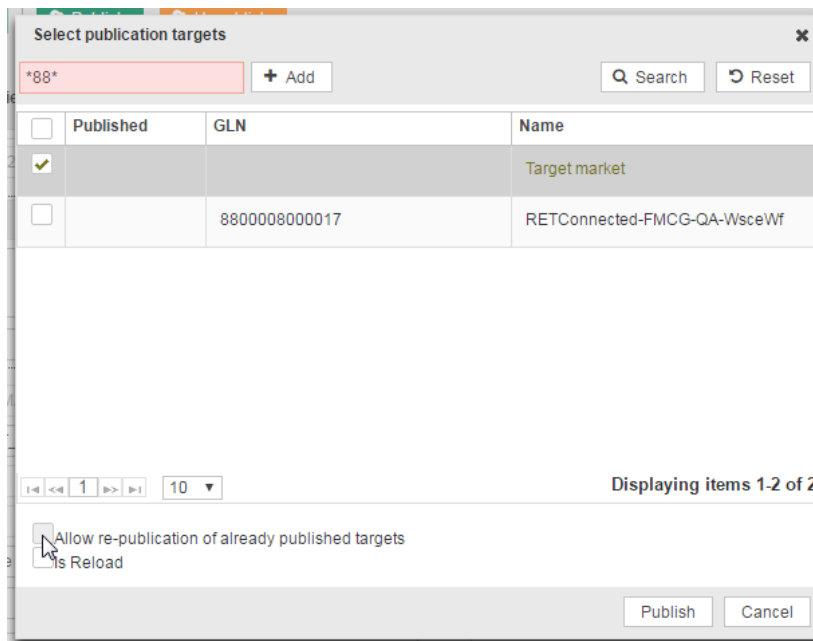 Select publication targets
*88*
Add
Search
Reset
Published GLN Name
Target market
8800008000017 RETConnected-FMCG-QA-WsceWf
1
10
Displaying items 1-2 of 2
Allow re-publication of already published targets
Is Reload
Publish
Cancel